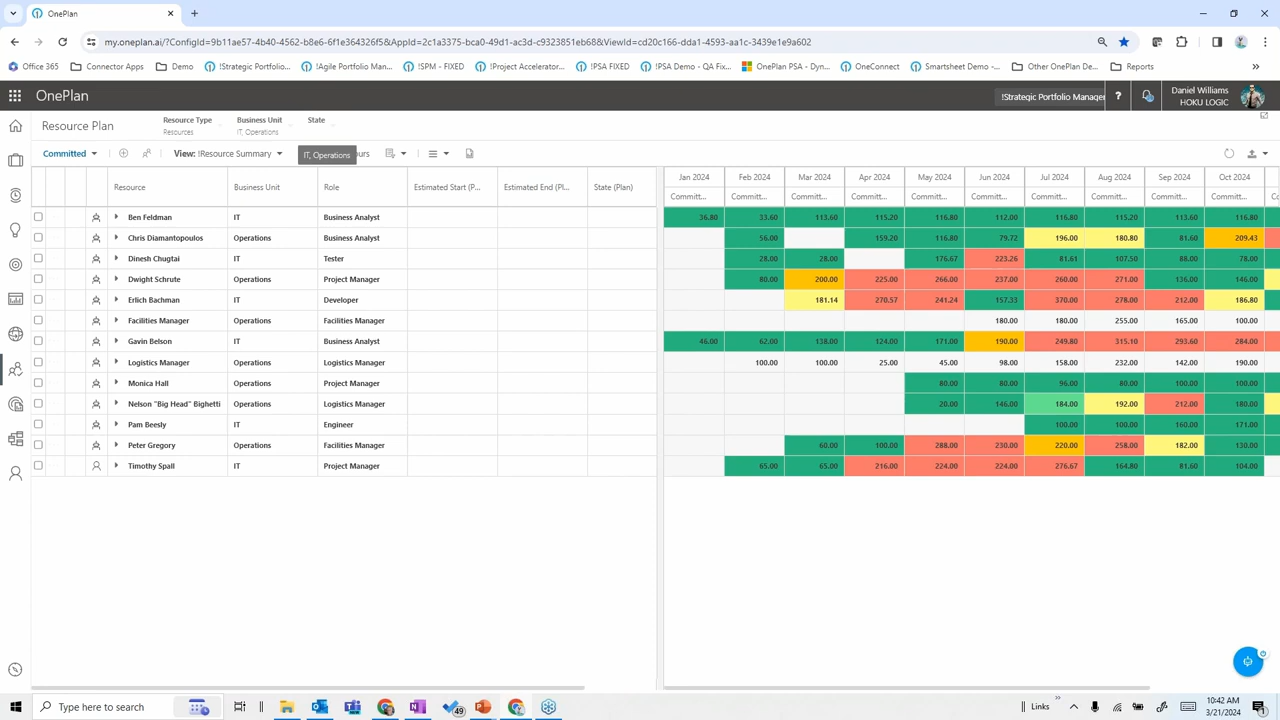 OnePlan
my.oneplan.ai/?ConfigId=9b11ae57-4b40-4562-b8e6-6f1e364326f5&AppId=2c1a3375-bca0-49d1-ac3d-c9323851eb68&ViewId=cd20c166-dda1-4593-aa1c-3439e1e9a602
Office 365 Connector Apps Demo !Strategic Portfolio... !Agile Portfolio Man... !SPM - FIXED !Project Accelerator... !PSA FIXED !PSA Demo - QA Fix... OnePlan PSA - Dyn... OneConnect Smartsheet Demo -... Other OnePlan De... Reports
OnePlan !Strategic Portfolio Manager ? Daniel Williams
HOKU LOGIC
Resource Plan Resource Type Business Unit State
Resources IT, Operations
Committed View: !Resource Summary IT, Operations ours
Resource Business Unit Role Estimated Start (P... Estimated End (Pl... State (Plan) Jan 2024 Feb 2024 Mar 2024 Apr 2024 May 2024 Jun 2024 Jul 2024 Aug 2024 Sep 2024 Oct 2024
Committ... Committ... Committ... Committ... Committ... Committ... Committ... Committ... Committ... Committ... Cc
Ben Feldman IT Business Analyst 36.80 33.60 113.60 115.20 116.80 112.00 116.80 115.20 113.60 116.80
Chris Diamantopoulos Operations Business Analyst 56.00 159.20 116.80 79.72 196.00 180.80 81.60 209.43
Dinesh Chugtai IT Tester 28.00 28.00 176.67 223.26 81.61 107.50 88.00 78.00
Dwight Schrute Operations Project Manager 80.00 200.00 225.00 266.00 237.00 260.00 271.00 136.00 146.00
Erlich Bachman IT Developer 181.14 270.57 241.24 157.33 370.00 278.00 212.00 186.80
Facilities Manager Operations Facilities Manager 180.00 180.00 255.00 165.00 100.00
Gavin Belson IT Business Analyst 46.00 62.00 138.00 124.00 171.00 190.00 249.80 315.10 293.60 284.00
Logistics Manager Operations Logistics Manager 100.00 100.00 25.00 45.00 98.00 158.00 232.00 142.00 190.00
Monica Hall Operations Project Manager 80.00 80.00 96.00 80.00 100.00 100.00
Nelson "Big Head" Bighetti Operations Logistics Manager 20.00 146.00 184.00 192.00 212.00 180.00
Pam Beesly IT Engineer 100.00 100.00 160.00 171.00
Peter Gregory Operations Facilities Manager 60.00 100.00 288.00 230.00 220.00 258.00 182.00 130.00
Timothy Spall IT Project Manager 65.00 65.00 216.00 224.00 224.00 276.67 164.80 81.60 104.00
Type here to search 49 Links 10:42 AM
3/21/2024